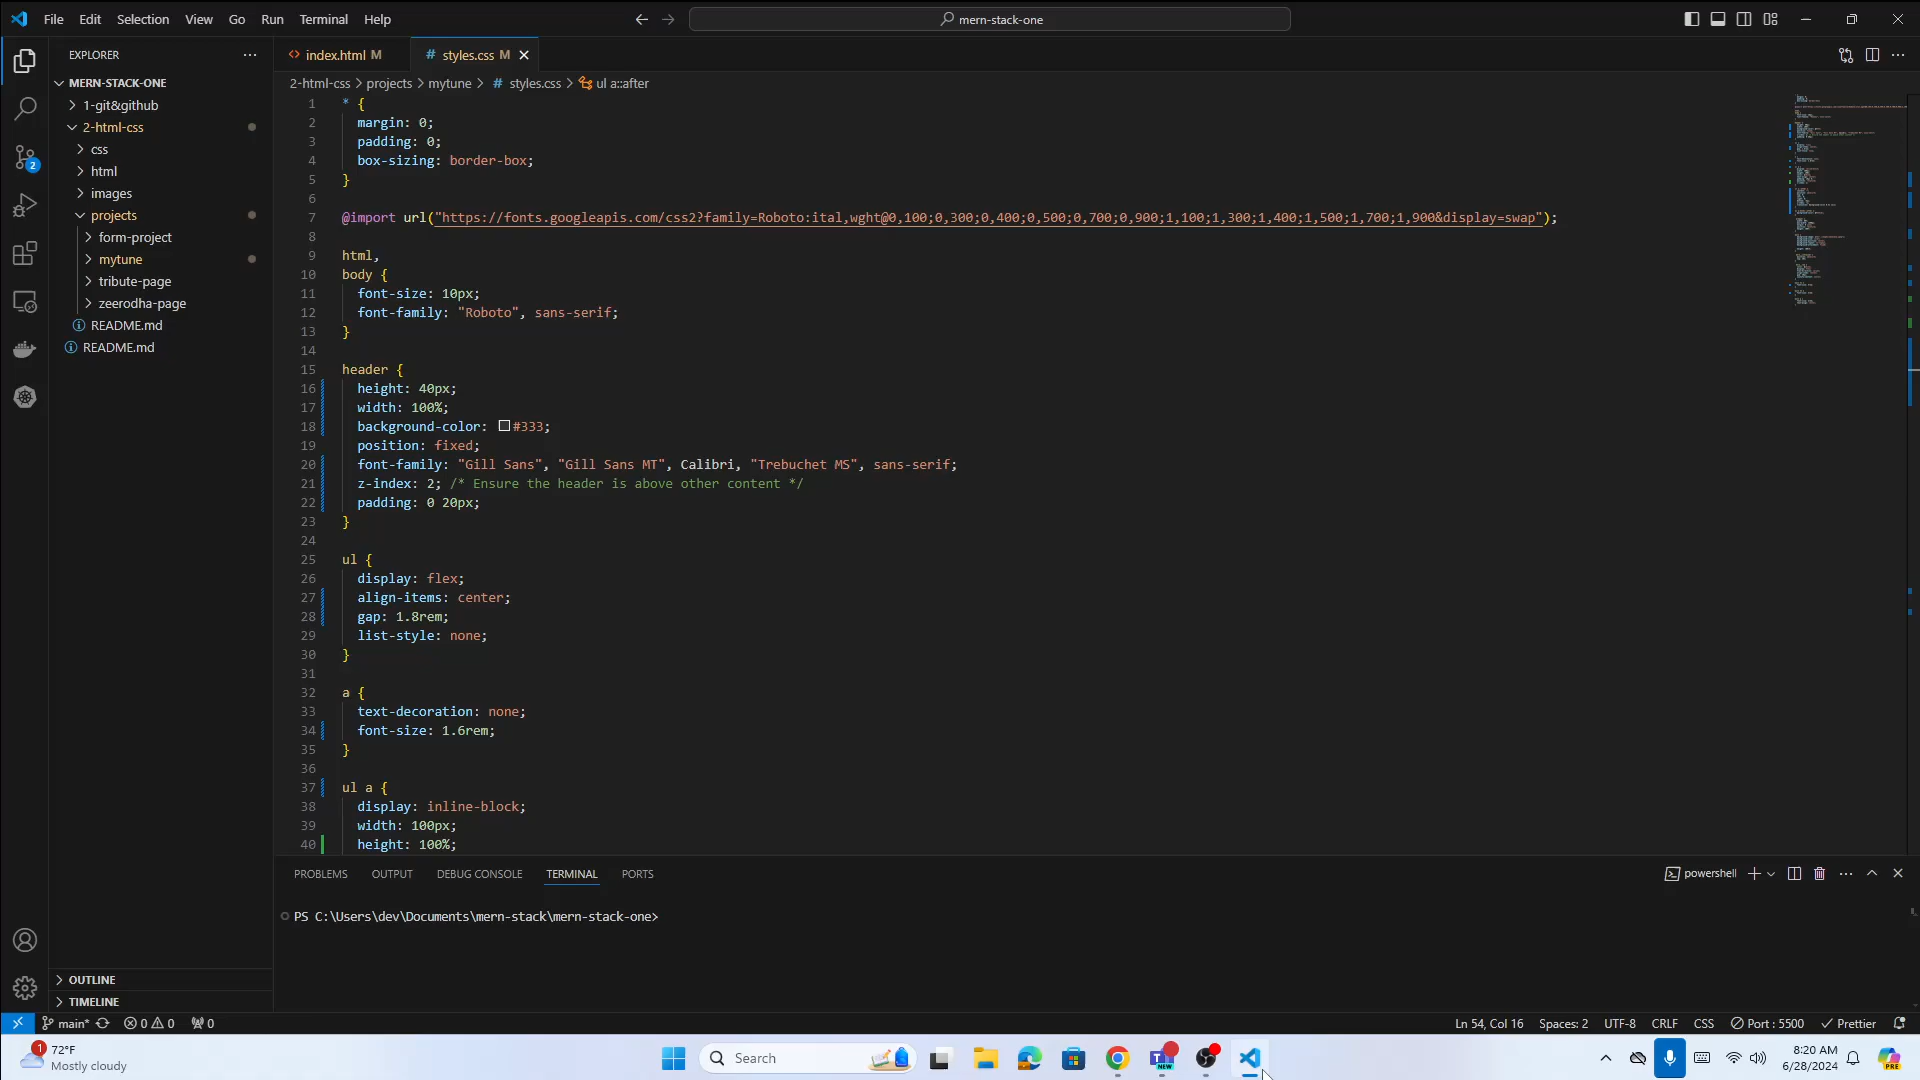 File Edit Selection View Go Run Terminal Help
mern-stack-one
EXPLORER
MERN-STACK-ONE
1-git&github
2-html-css
css
html
images
projects
form-project
mytune
tribute-page
zeerodha-page
README.md
README.md
OUTLINE
TIMELINE
2
index.html M
styles.css M
2-html-css > projects > mytune > # styles.css > ul a::after
1 * {
2 margin: 0;
3 padding: 0;
4 box-sizing: border-box;
5 }
6
7 @import url("https://fonts.googleapis.com/css2?family=Roboto:ital,wght@0,100;0,300;0,400;0,500;0,700;0,900;1,100;1,300;1,400;1,500;1,700;1,900&display=swap");
8
9 html,
10 body {
11 font-size: 10px;
12 font-family: "Roboto", sans-serif;
13 }
14
15 header {
16 height: 40px;
17 width: 100%;
18 background-color: #333;
19 position: fixed;
20 font-family: "Gill Sans", "Gill Sans MT", Calibri, "Trebuchet MS", sans-serif;
21 z-index: 2; /* Ensure the header is above other content */
22 padding: 0 20px;
23 }
24
25 ul {
26 display: flex;
27 align-items: center;
28 gap: 1.8rem;
29 list-style: none;
30 }
31
32 a {
33 text-decoration: none;
34 font-size: 1.6rem;
35 }
36
37 ul a {
38 display: inline-block;
39 width: 100px;
40 height: 100%;
PROBLEMS OUTPUT DEBUG CONSOLE TERMINAL PORTS
powershell
PS C:\Users\dev\Documents\mern-stack\mern-stack-one>
main* 0 0 0
Ln 54, Col 16 Spaces: 2 UTF-8 CRLF CSS Port : 5500 Prettier
1
72°F
Mostly cloudy
Search
NEW
8:20 AM
6/28/2024
PRE